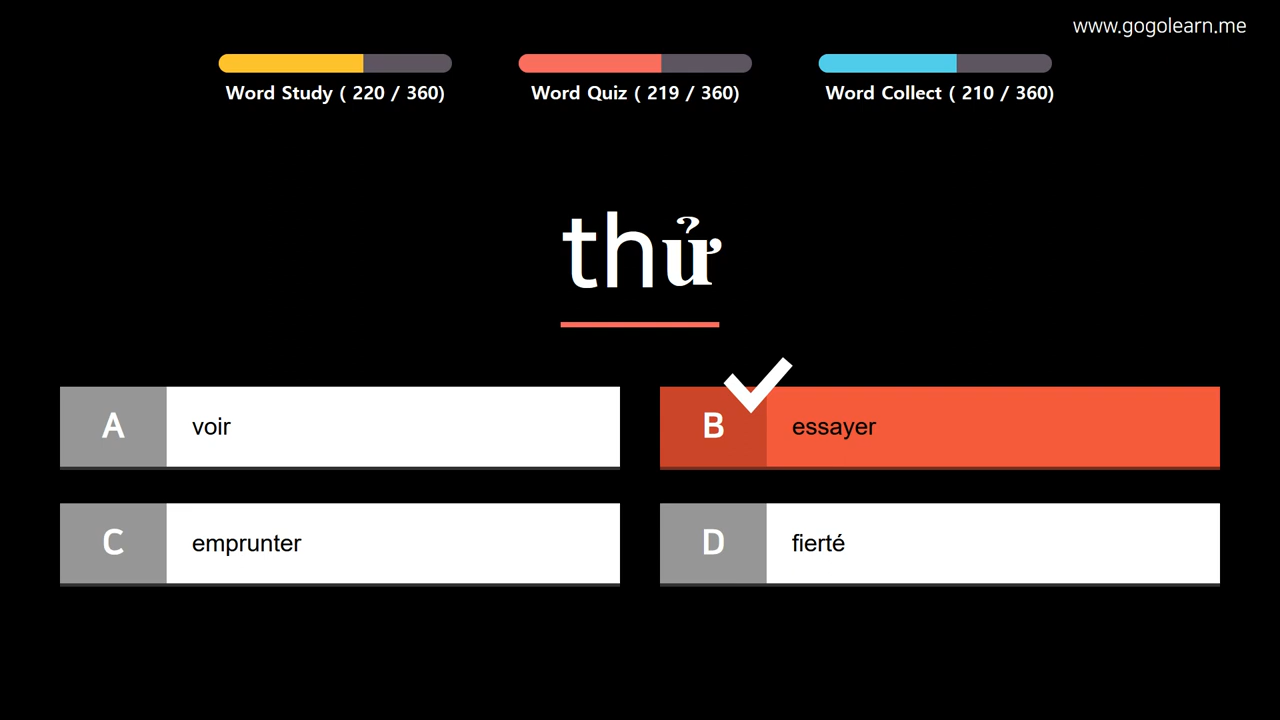 www.gogolearn.me
Word Study ( 220 / 360)
Word Quiz ( 219 / 360)
Word Collect ( 210 / 360)
thử
A voir
B essayer
C emprunter
D fierté